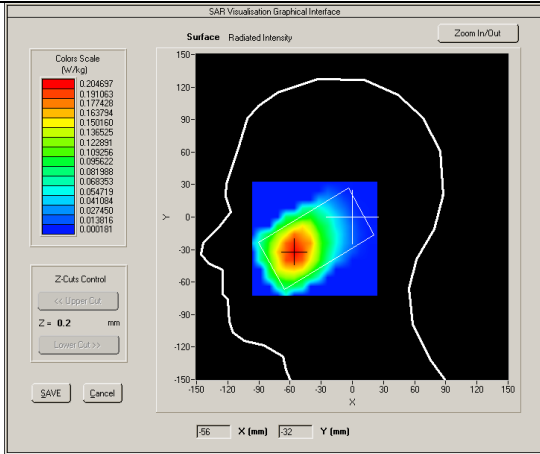 SAR Visualisation Graphical Interface
Surface Radiated Intensity
Zoom In/Out
Colors Scale
(W/kg)
0.204697
0.191063
0.177428
0.163794
0.150160
0.136525
0.122891
0.109256
0.095622
0.081988
0.068353
0.054719
0.041084
0.027450
0.013816
0.000181
Z-Cuts Control
<< Upper Cut
Z = 0.2 mm
Lower Cut >>
SAVE Cancel
150
120
90
60
30
0
-30
-60
-90
-120
-150
Y
-150 -120 -90 -60 -30 0 30 60 90 120 150
X
-56 X (mm) -32 Y (mm)